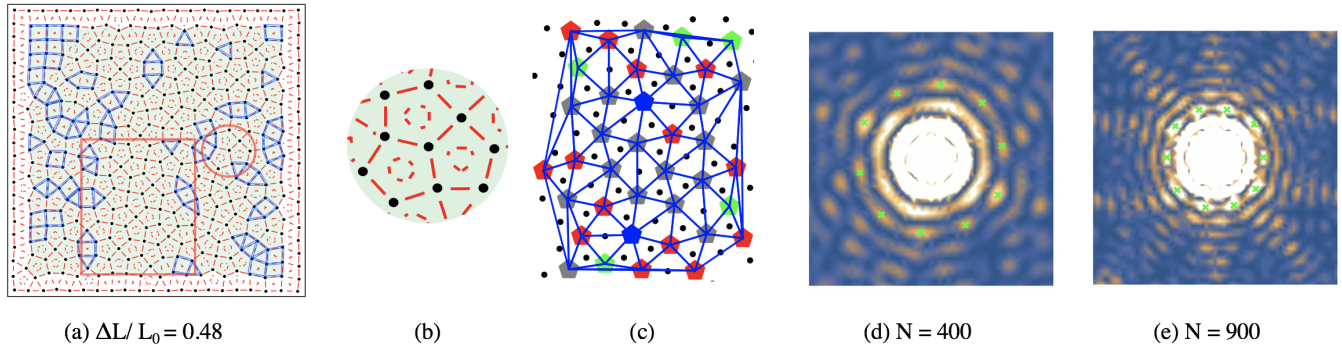 (a) ΔL/ L₀ = 0.48
(b)
(c)
(d) N = 400
(e) N = 900